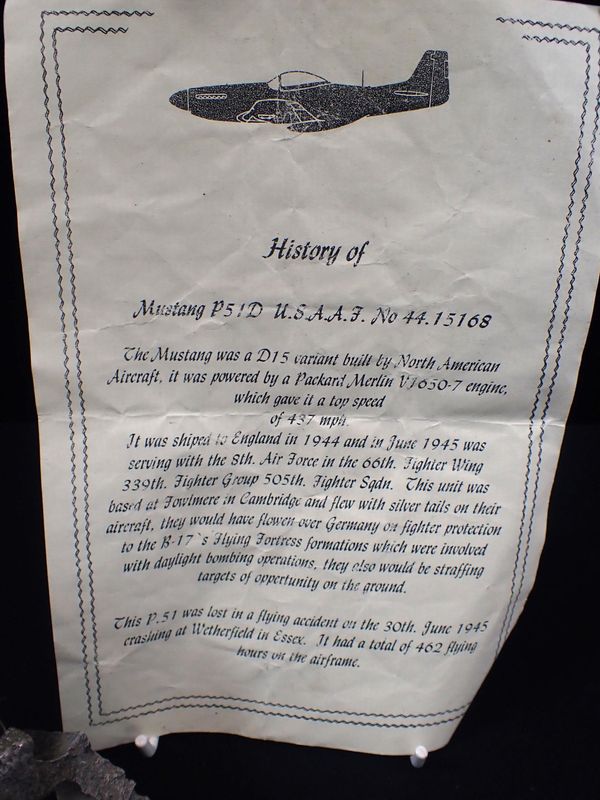 History of
Mustang P51D U.S.A.A.F. No 44.15168
The Mustang was a D15 variant built by North American
Aircraft, it was powered by a Packard Merlin V1650-7 engine,
which gave it a top speed
of 437 mph.
It was shiped to England in 1944 and in June 1945 was
serving with the 8th. Air Force in the 66th. Fighter Wing
339th. Fighter Group 505th. Fighter Sqdn. This unit was
based at Fowlmere in Cambridge and flew with silver tails on their
aircraft, they would have flowen over Germany on fighter protection
to the B-17`s Flying Fortress formations which were involved
with daylight bombing operations, they also would be straffing
targets of oppertunity on the ground.
This P.51 was lost in a flying accident on the 30th. June 1945
crashing at Wetherfield in Essex. It had a total of 462 flying
hours on the airframe.